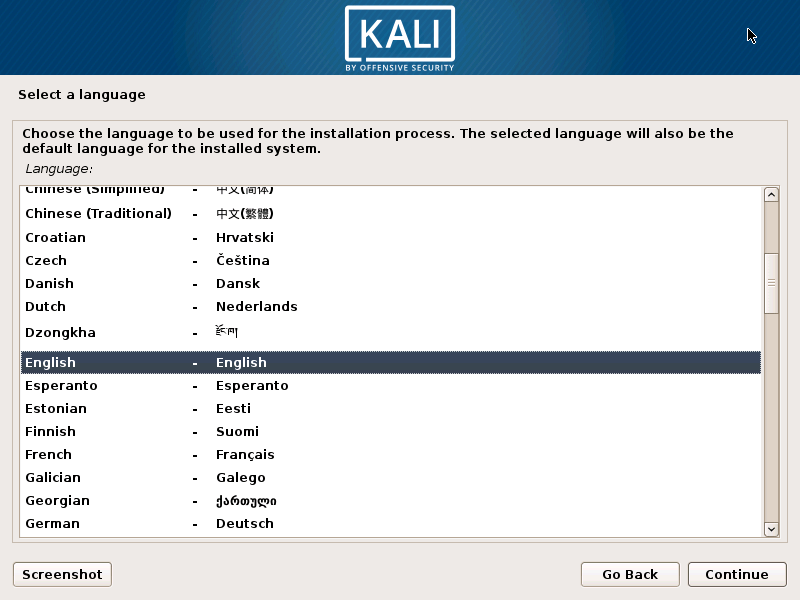 KALI
BY OFFENSIVE SECURITY
Select a language
Choose the language to be used for the installation process. The selected language will also be the
default language for the installed system.
Language:
Chinese (Simplified) - 中文(简体)
Chinese (Traditional) - 中文(繁體)
Croatian - Hrvatski
Czech - Čeština
Danish - Dansk
Dutch - Nederlands
Dzongkha - རྫོང་ཁ།
English - English
Esperanto - Esperanto
Estonian - Eesti
Finnish - Suomi
French - Français
Galician - Galego
Georgian - ქართული
German - Deutsch
Screenshot Go Back Continue